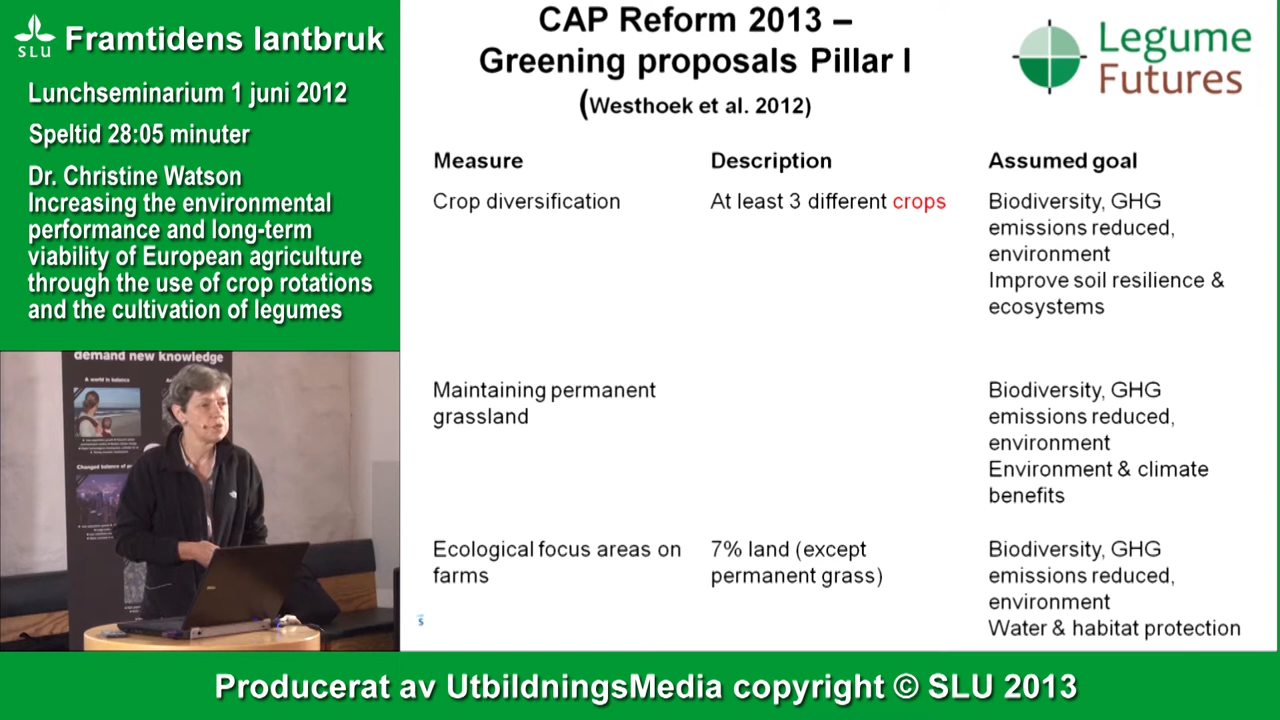 SLU
Framtidens lantbruk
Lunchseminarium 1 juni 2012
Speltid 28:05 minuter
Dr. Christine Watson
Increasing the environmental
performance and long-term
viability of European agriculture
through the use of crop rotations
and the cultivation of legumes
demand new knowledge
A world in balance
CAP Reform 2013 –
Greening proposals Pillar I
(Westhoek et al. 2012)
Legume
Futures
Measure Description Assumed goal
Crop diversification At least 3 different crops Biodiversity, GHG
emissions reduced,
environment
Improve soil resilience &
ecosystems
Maintaining permanent Biodiversity, GHG
grassland emissions reduced,
environment
Environment & climate
benefits
Ecological focus areas on 7% land (except Biodiversity, GHG
farms permanent grass) emissions reduced,
environment
Water & habitat protection
Producerat av UtbildningsMedia copyright © SLU 2013